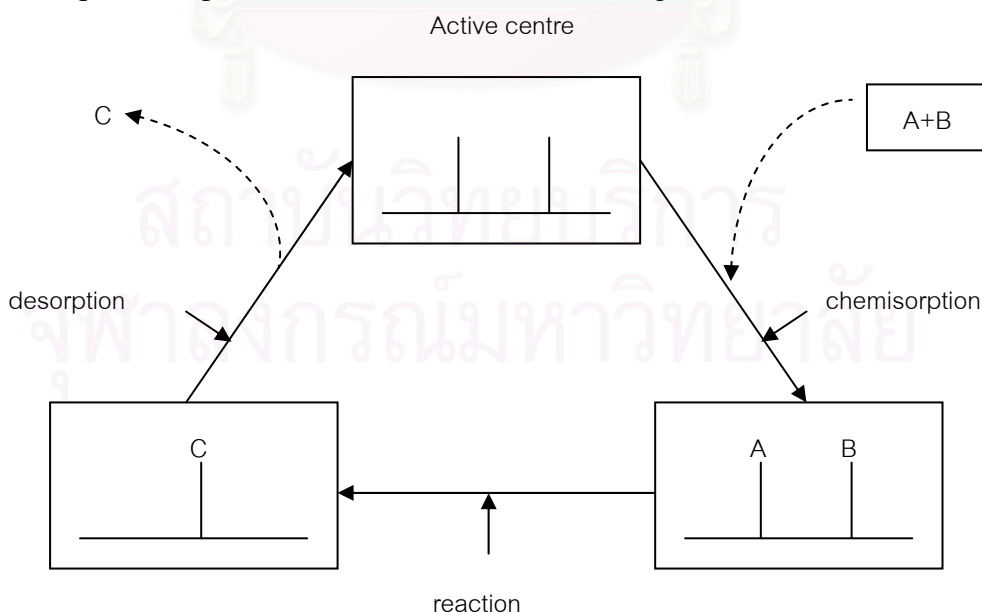 Active centre
C
A+B
สถาบันวิทยบริการ
desorption
chemisorption
จุฬาลงกรณ์มหาวิทยาลัย
C
A B
reaction